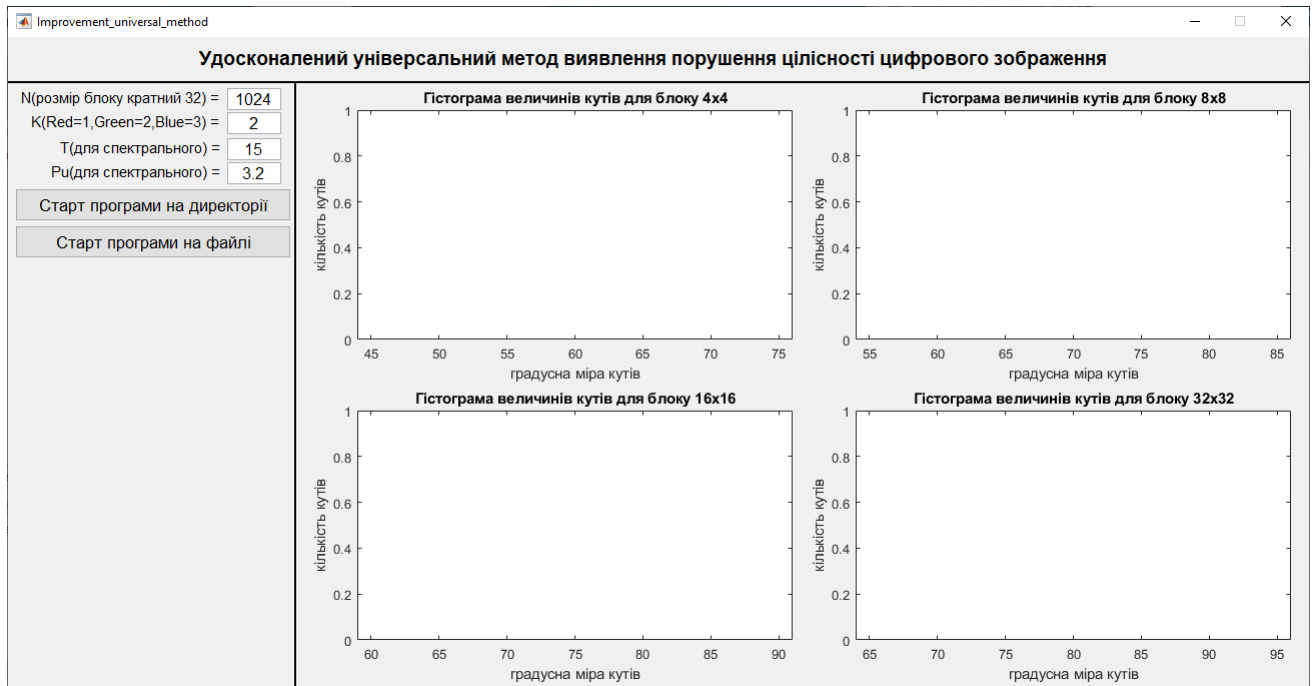 Improvement_universal_method
Удосконалений універсальний метод виявлення порушення цілісності цифрового зображення
N(розмір блоку кратний 32) = 1024
K(Red=1,Green=2,Blue=3) = 2
T(для спектрального) = 15
Pu(для спектрального) = 3.2
Старт програми на директорії
Старт програми на файлі
Гістограма величинів кутів для блоку 4x4
1
0.8
0.6
0.4
0.2
0
кількість кутів
45 50 55 60 65 70 75
градусна міра кутів
Гістограма величинів кутів для блоку 8x8
1
0.8
0.6
0.4
0.2
0
кількість кутів
55 60 65 70 75 80 85
градусна міра кутів
Гістограма величинів кутів для блоку 16x16
1
0.8
0.6
0.4
0.2
0
кількість кутів
60 65 70 75 80 85 90
градусна міра кутів
Гістограма величинів кутів для блоку 32x32
1
0.8
0.6
0.4
0.2
0
кількість кутів
65 70 75 80 85 90 95
градусна міра кутів